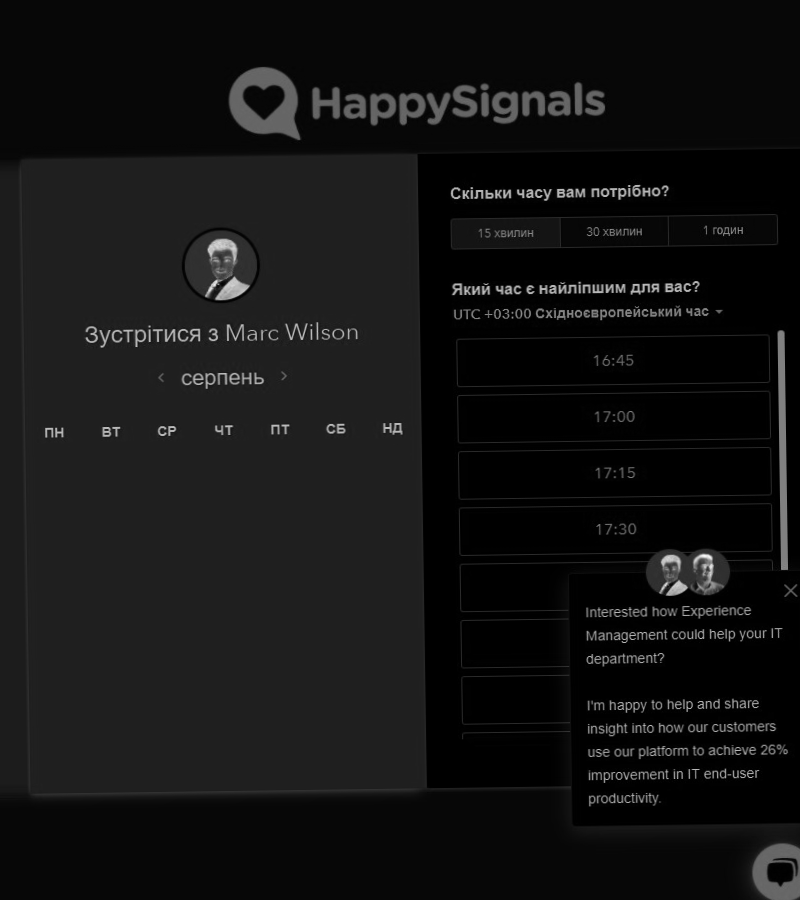 HappySignals
Зустрітися з Marc Wilson
серпень
ПН ВТ СР ЧТ ПТ СБ НД
Скільки часу вам потрібно?
15 хвилин 30 хвилин 1 годин
Який час є найліпшим для вас?
UTC +03:00 Східноєвропейський час
16:45
17:00
17:15
17:30
Interested how Experience
Management could help your IT
department?
I'm happy to help and share
insight into how our customers
use our platform to achieve 26%
improvement in IT end-user
productivity.